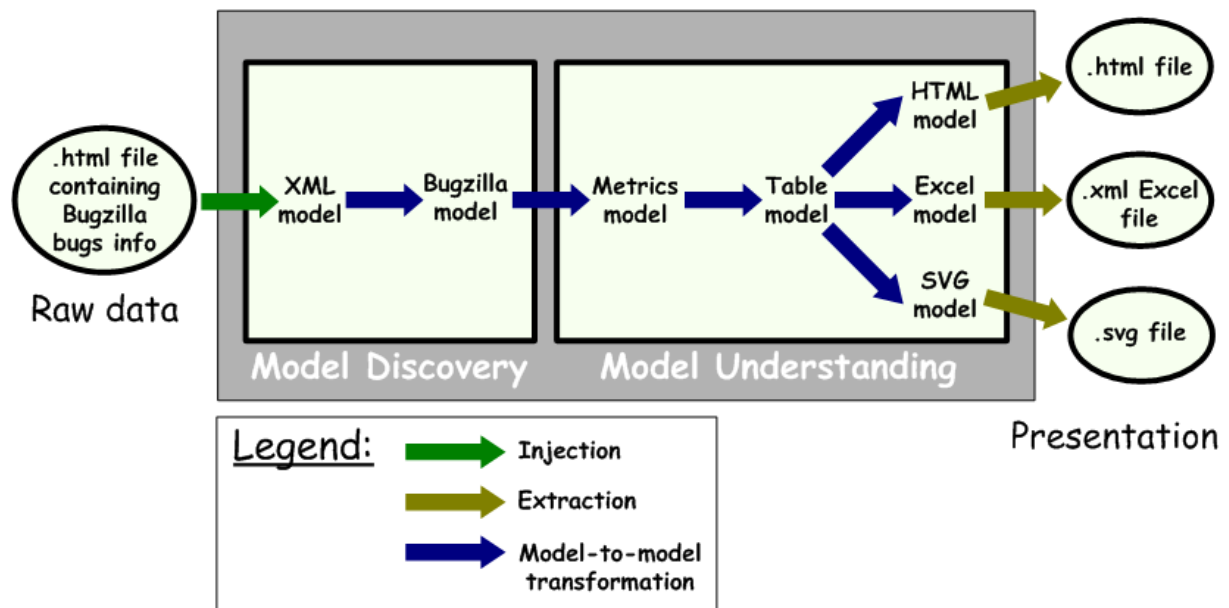 .html file
containing
Bugzilla
bugs info
Raw data
XML
model
Bugzilla
model
Model Discovery
Metrics
model
Table
model
HTML
model
Excel
model
SVG
model
Model Understanding
.html file
.xml Excel
file
.svg file
Presentation
Legend:
Injection
Extraction
Model-to-model
transformation